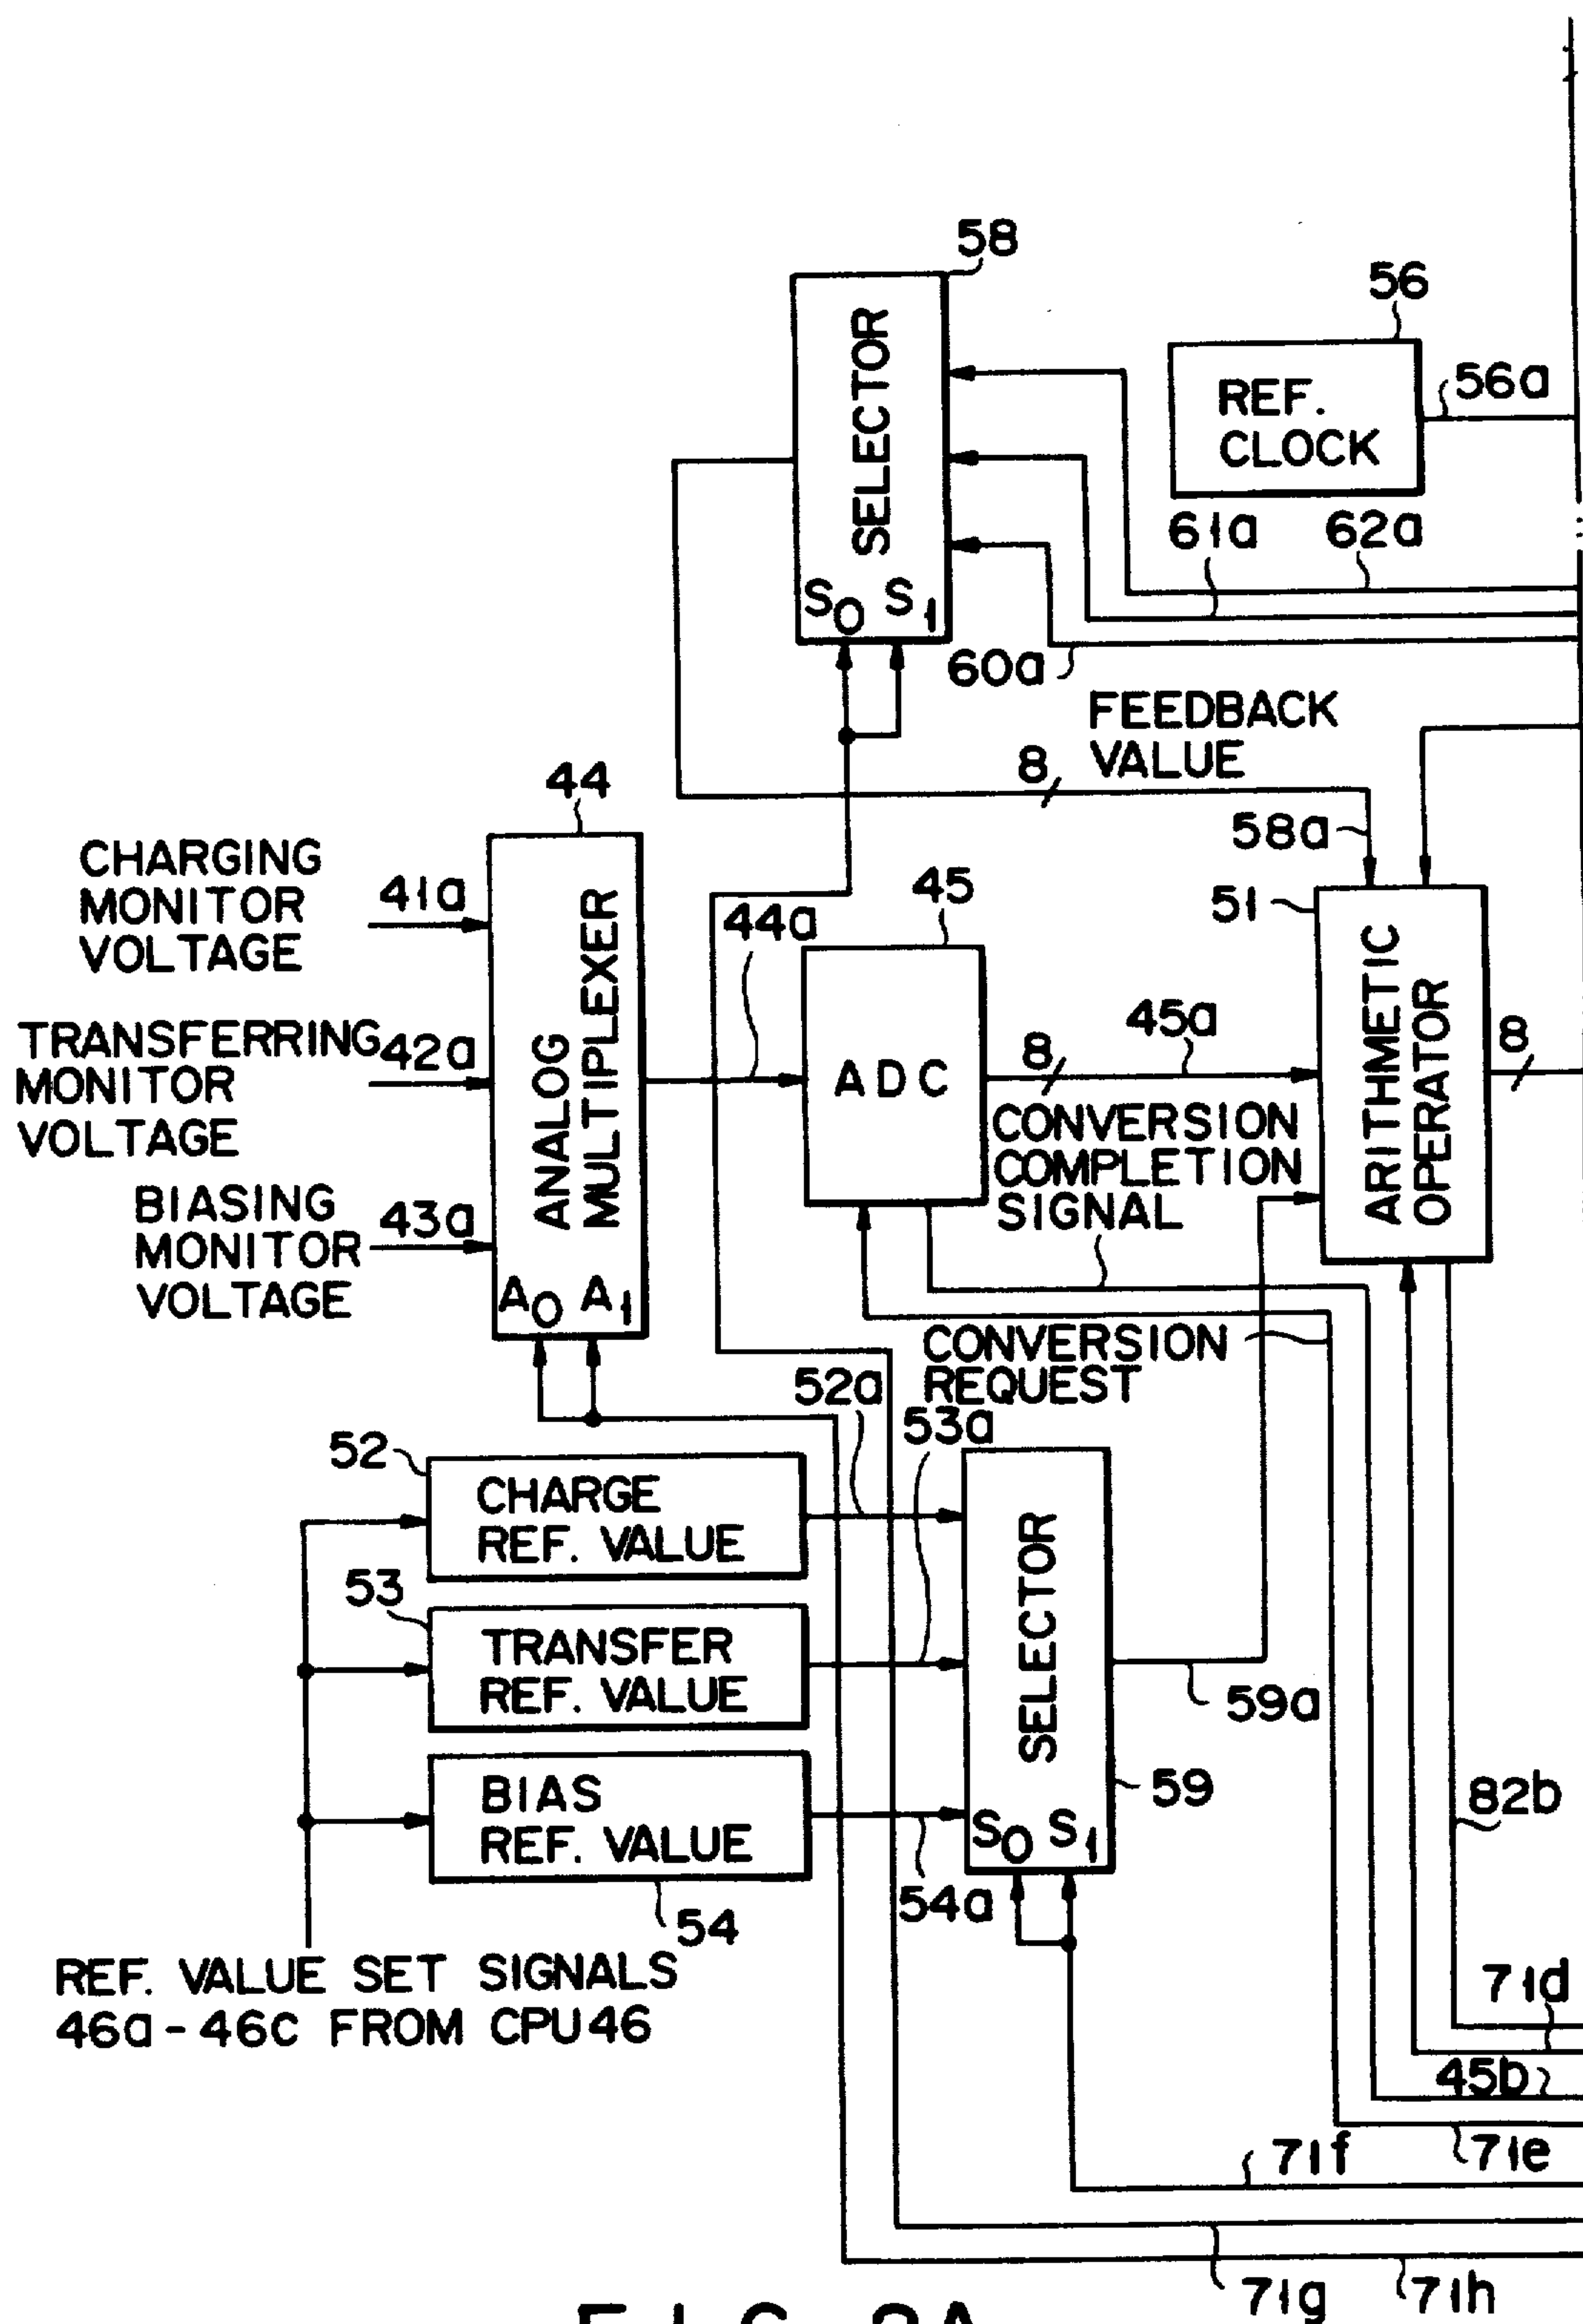 58
SELECTOR
S0 S1
56
REF.
CLOCK
56a
61a
62a
60a
FEEDBACK
VALUE
8
58a
44
CHARGING
MONITOR
VOLTAGE
41a
TRANSFERRING
MONITOR
VOLTAGE
42a
BIASING
MONITOR
VOLTAGE
43a
ANALOG
MULTIPLEXER
A0 A1
44a
45
ADC
8
45a
51
ARITHMETIC
OPERATOR
8
CONVERSION
COMPLETION
SIGNAL
CONVERSION
REQUEST
52a
53a
52
CHARGE
REF. VALUE
53
TRANSFER
REF. VALUE
BIAS
REF. VALUE
54
54a
SELECTOR
S0 S1
59
59a
82b
REF. VALUE SET SIGNALS
46a-46c FROM CPU46
71d
45b
71e
71f
71g
71h